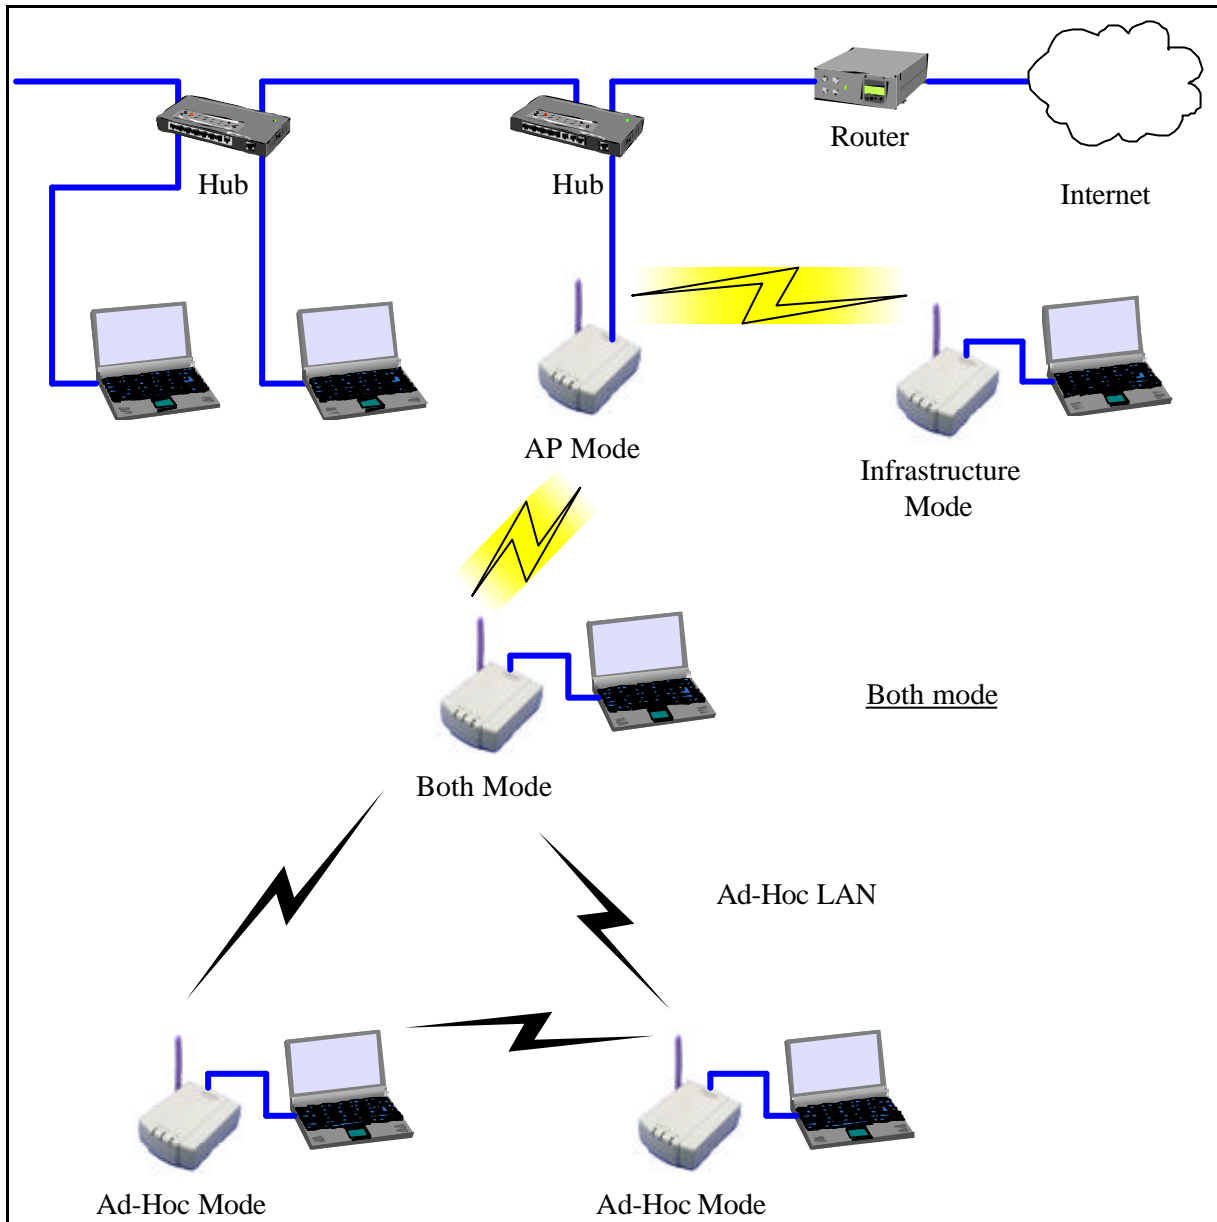 Router
Hub
Hub
Internet
AP Mode
Infrastructure
Mode
Both mode
Both Mode
Ad-Hoc LAN
Ad-Hoc Mode
Ad-Hoc Mode